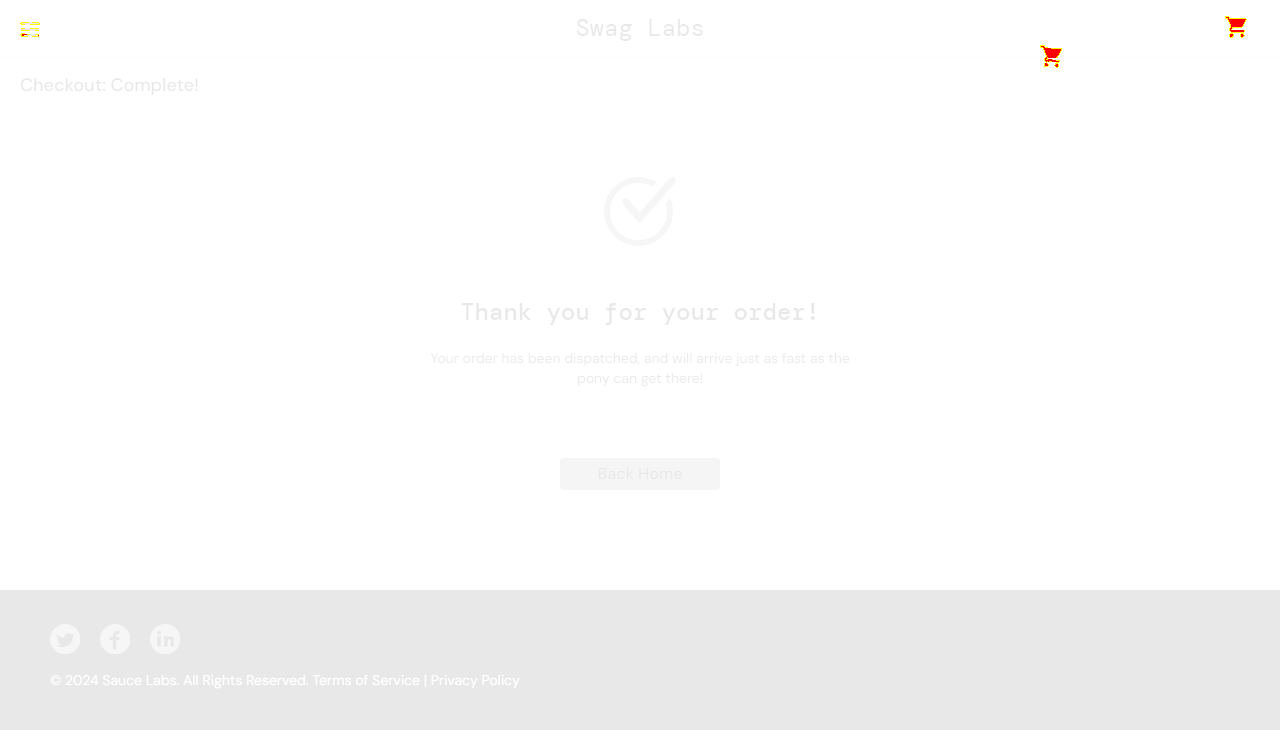 Swag Labs
Checkout: Complete!
Thank you for your order!
Your order has been dispatched, and will arrive just as fast as the
pony can get there!
Back Home
© 2024 Sauce Labs. All Rights Reserved. Terms of Service | Privacy Policy